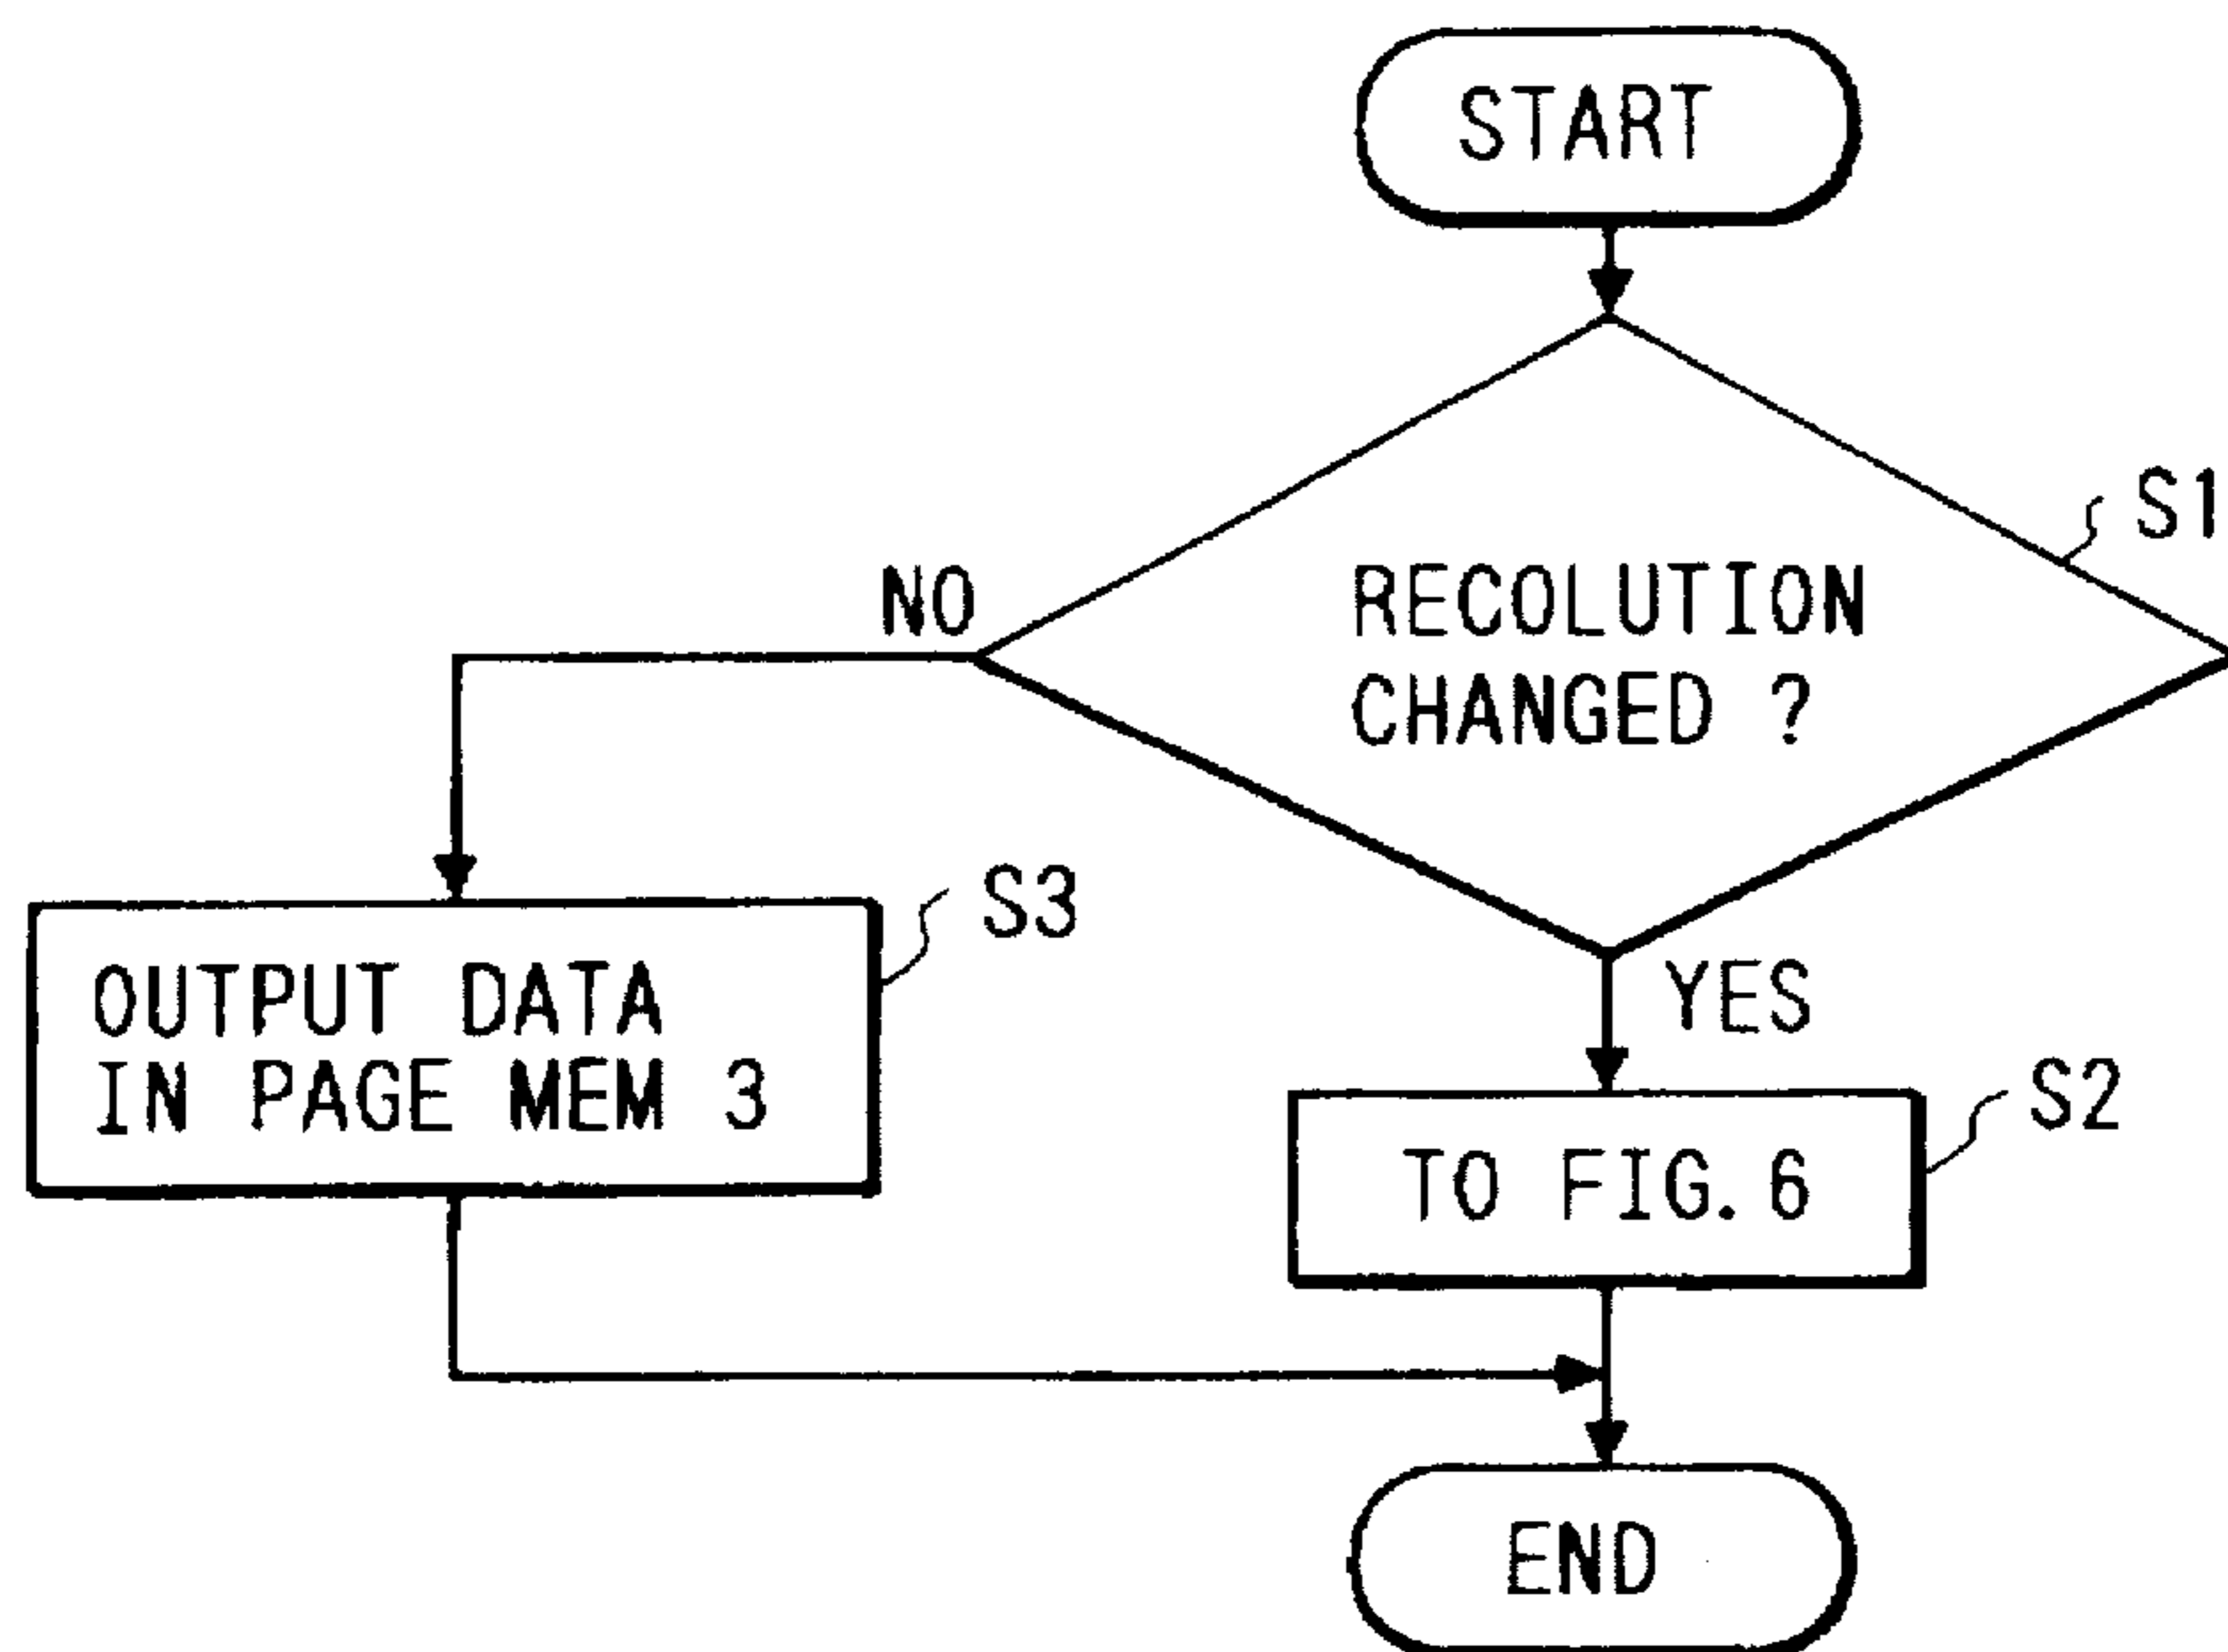 START
S1
RECOLUTION
CHANGED ?
NO
YES
S3
OUTPUT DATA
IN PAGE MEM 3
S2
TO FIG. 6
END